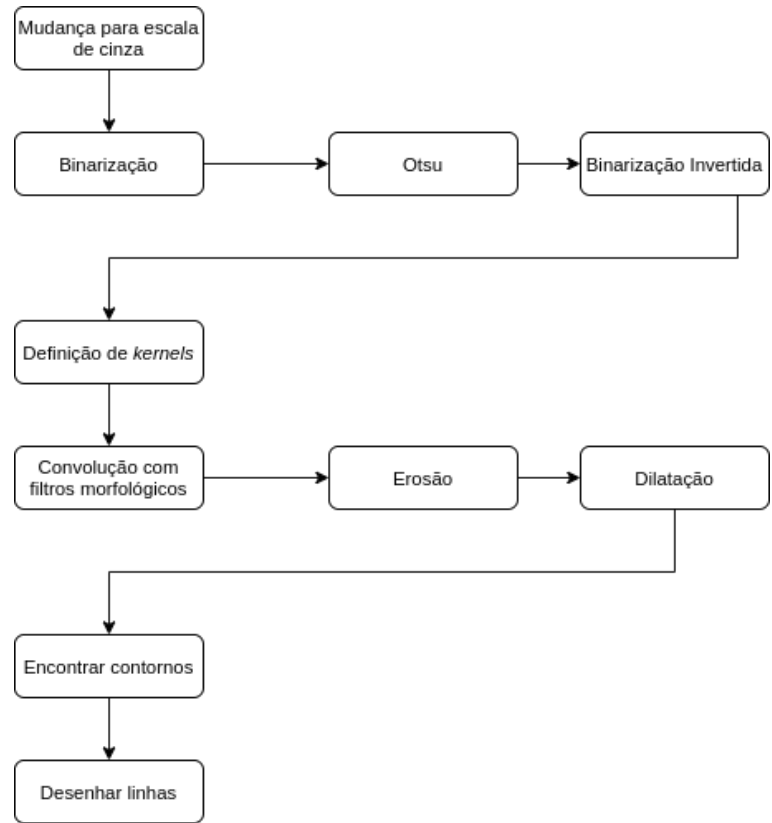 Mudança para escala
de cinza
Binarização
Otsu
Binarização Invertida
Definição de kernels
Convolução com
filtros morfológicos
Erosão
Dilatação
Encontrar contornos
Desenhar linhas